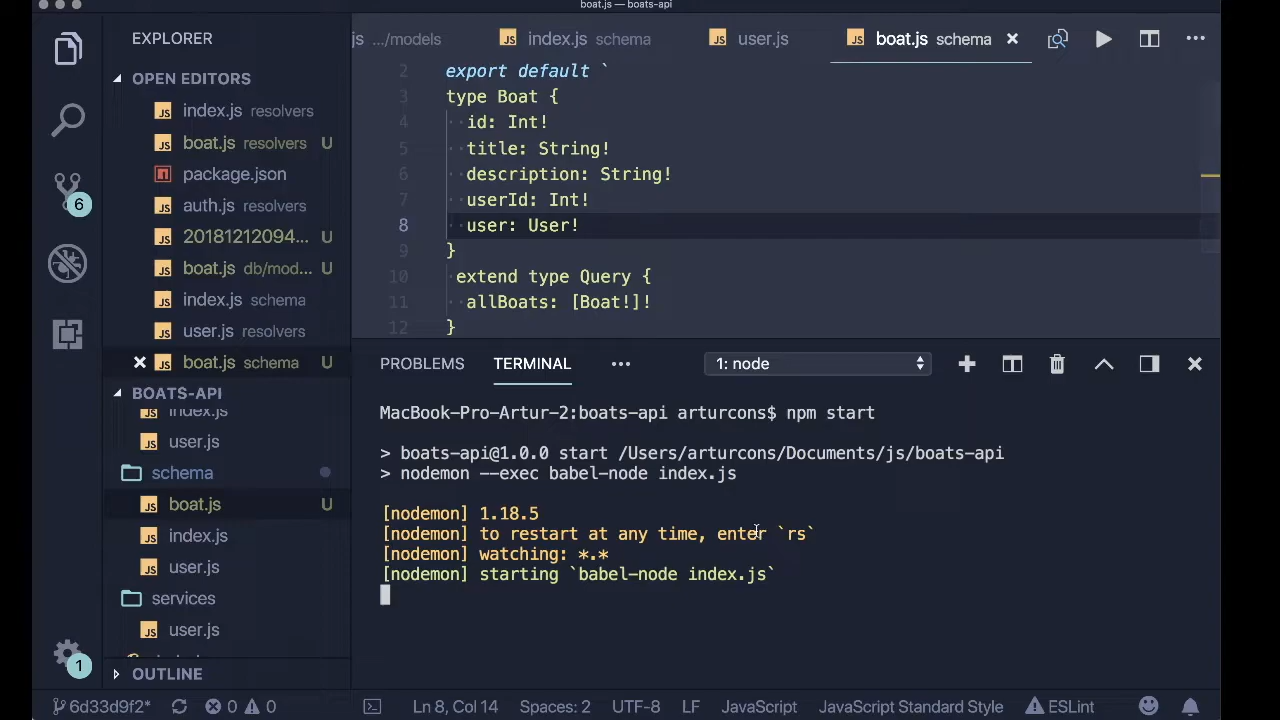 boat.js — boats-api
EXPLORER
OPEN EDITORS
index.js resolvers
boat.js resolvers U
package.json
auth.js resolvers
20181212094... U
boat.js db/mod... U
index.js schema
user.js resolvers
boat.js schema U
BOATS-API
index.js
user.js
schema
boat.js U
index.js
user.js
services
user.js
OUTLINE
6
1
js .../models
index.js schema
user.js
boat.js schema
2 export default `
3 type Boat {
4 id: Int!
5 title: String!
6 description: String!
7 userId: Int!
8 user: User!
9 }
10 extend type Query {
11 allBoats: [Boat!]!
12 }
PROBLEMS TERMINAL ••• 1: node
MacBook-Pro-Artur-2:boats-api arturcons$ npm start
> boats-api@1.0.0 start /Users/arturcons/Documents/js/boats-api
> nodemon --exec babel-node index.js
[nodemon] 1.18.5
[nodemon] to restart at any time, enter `rs`
[nodemon] watching: *.*
[nodemon] starting `babel-node index.js`
6d33d9f2* 0 0 Ln 8, Col 14 Spaces: 2 UTF-8 LF JavaScript JavaScript Standard Style ESLint